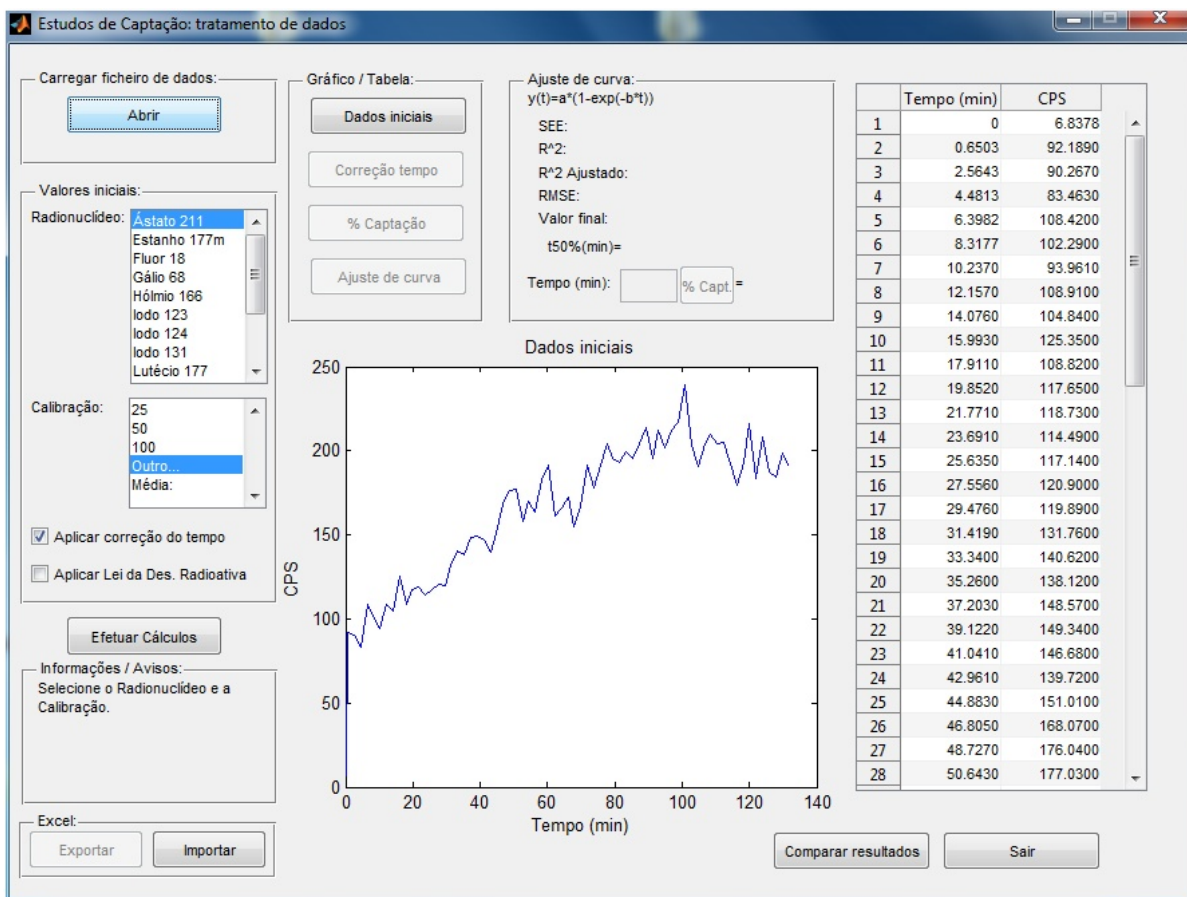 Estudos de Captação: tratamento de dados
Carregar ficheiro de dados:
Abrir
Valores iniciais:
Radionuclídeo:
Ástato 211
Estanho 177m
Fluor 18
Gálio 68
Hólmio 166
Iodo 123
Iodo 124
Iodo 131
Lutécio 177
Calibração:
25
50
100
Outro...
Média:
Aplicar correção do tempo
Aplicar Lei da Des. Radioativa
Efetuar Cálculos
Informações / Avisos:
Selecione o Radionuclídeo e a
Calibração.
Excel:
Exportar
Importar
Gráfico / Tabela:
Dados iniciais
Correção tempo
% Captação
Ajuste de curva
Ajuste de curva:
y(t)=a*(1-exp(-b*t))
SEE:
R^2:
R^2 Ajustado:
RMSE:
Valor final:
t50%(min)=
Tempo (min): % Capt. =
Dados iniciais
CPS
250
200
150
100
50
0
0 20 40 60 80 100 120 140
Tempo (min)
Tempo (min) CPS
1 0 6.8378
2 0.6503 92.1890
3 2.5643 90.2670
4 4.4813 83.4630
5 6.3982 108.4200
6 8.3177 102.2900
7 10.2370 93.9610
8 12.1570 108.9100
9 14.0760 104.8400
10 15.9930 125.3500
11 17.9110 108.8200
12 19.8520 117.6500
13 21.7710 118.7300
14 23.6910 114.4900
15 25.6350 117.1400
16 27.5560 120.9000
17 29.4760 119.8900
18 31.4190 131.7600
19 33.3400 140.6200
20 35.2600 138.1200
21 37.2030 148.5700
22 39.1220 149.3400
23 41.0410 146.6800
24 42.9610 139.7200
25 44.8830 151.0100
26 46.8050 168.0700
27 48.7270 176.0400
28 50.6430 177.0300
Comparar resultados
Sair